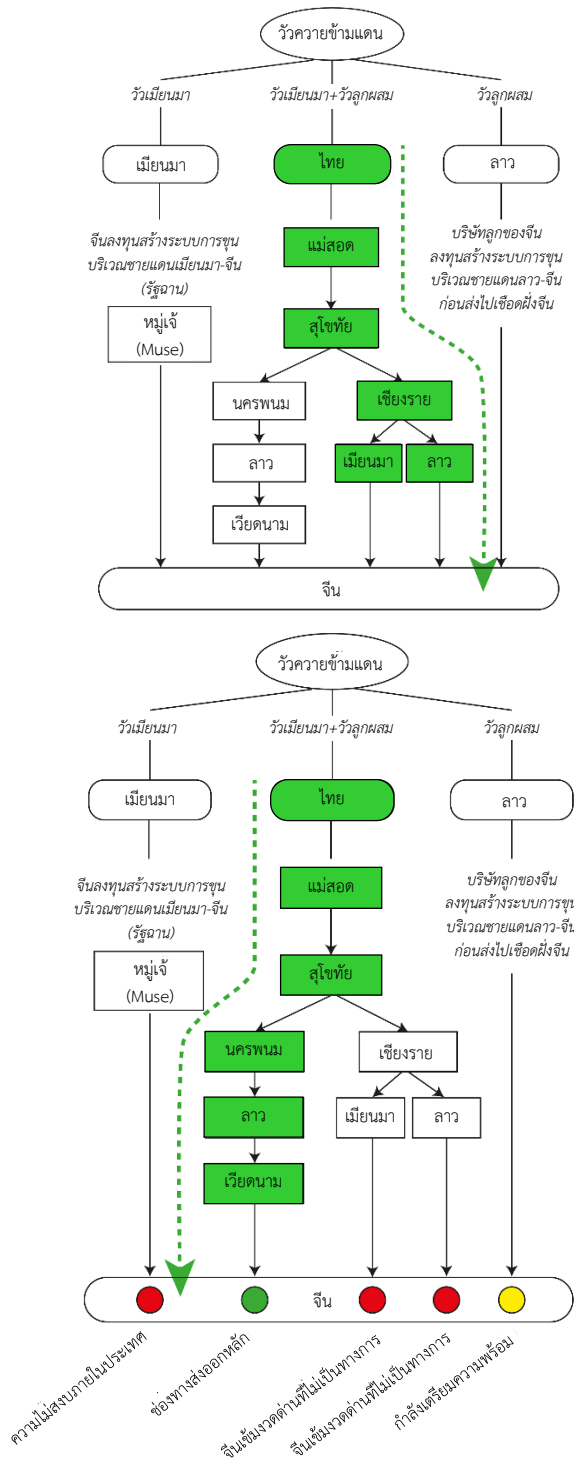 วัวควายข้ามแดน
วัวเมียนมา
วัวเมียนมา+วัวลูกผสม
วัวลูกผสม
เมียนมา
ไทย
ลาว
จีนลงทุนสร้างระบบการขุน
บริเวณชายแดนเมียนมา-จีน
(รัฐฉาน)
หมู่เจ้
(Muse)
แม่สอด
บริษัทลูกของจีน
ลงทุนสร้างระบบการขุน
บริเวณชายแดนลาว-จีน
ก่อนส่งไปเชือดฝั่งจีน
สุโขทัย
นครพนม
เชียงราย
ลาว
เมียนมา
ลาว
เวียดนาม
จีน
วัวควายข้ามแดน
วัวเมียนมา
วัวเมียนมา+วัวลูกผสม
วัวลูกผสม
เมียนมา
ไทย
ลาว
จีนลงทุนสร้างระบบการขุน
บริเวณชายแดนเมียนมา-จีน
(รัฐฉาน)
หมู่เจ้
(Muse)
แม่สอด
บริษัทลูกของจีน
ลงทุนสร้างระบบการขุน
บริเวณชายแดนลาว-จีน
ก่อนส่งไปเชือดฝั่งจีน
สุโขทัย
นครพนม
เชียงราย
ลาว
เมียนมา
ลาว
เวียดนาม
จีน
ความไม่สงบภายในประเทศ
ช่องทางส่งออกหลัก
จีนเข้มงวดด่านที่ไม่เป็นทางการ
จีนเข้มงวดด่านที่ไม่เป็นทางการ
กำลังเตรียมความพร้อม